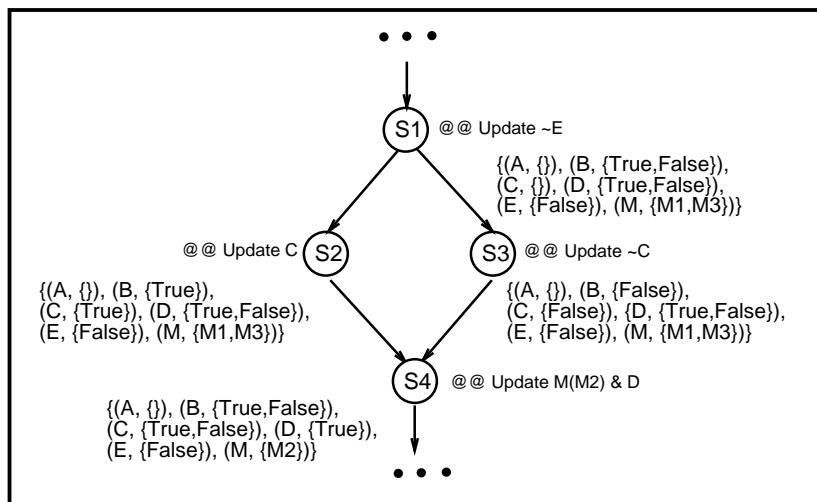 S1 @@ Update ~E
{(A, {}), (B, {True,False}),
(C, {}), (D, {True,False}),
(E, {False}), (M, {M1,M3})}
@@ Update C S2
S3 @@ Update ~C
{(A, {}), (B, {True}),
(C, {True}), (D, {True,False}),
(E, {False}), (M, {M1,M3})}
{(A, {}), (B, {False}),
(C, {False}), {D, {True,False}),
(E, {False}), (M, {M1,M3})}
S4 @@ Update M(M2) & D
{(A, {}), (B, {True,False}),
(C, {True,False}), (D, {True}),
(E, {False}), (M, {M2})}